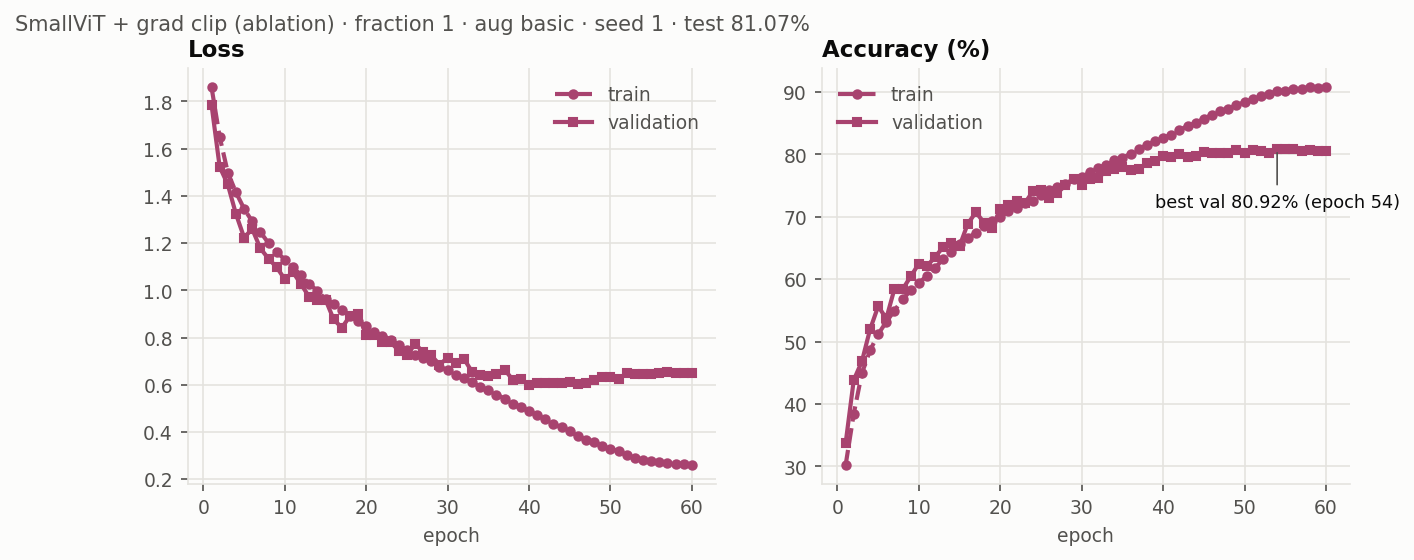 SmallViT + grad clip (ablation) · fraction 1 · aug basic · seed 1 · test 81.07%
Loss
train
validation
1.8
1.6
1.4
1.2
1.0
0.8
0.6
0.4
0.2
0 10 20 30 40 50 60
epoch
Accuracy (%)
train
validation
90
80
70
60
50
40
30
best val 80.92% (epoch 54)
0 10 20 30 40 50 60
epoch